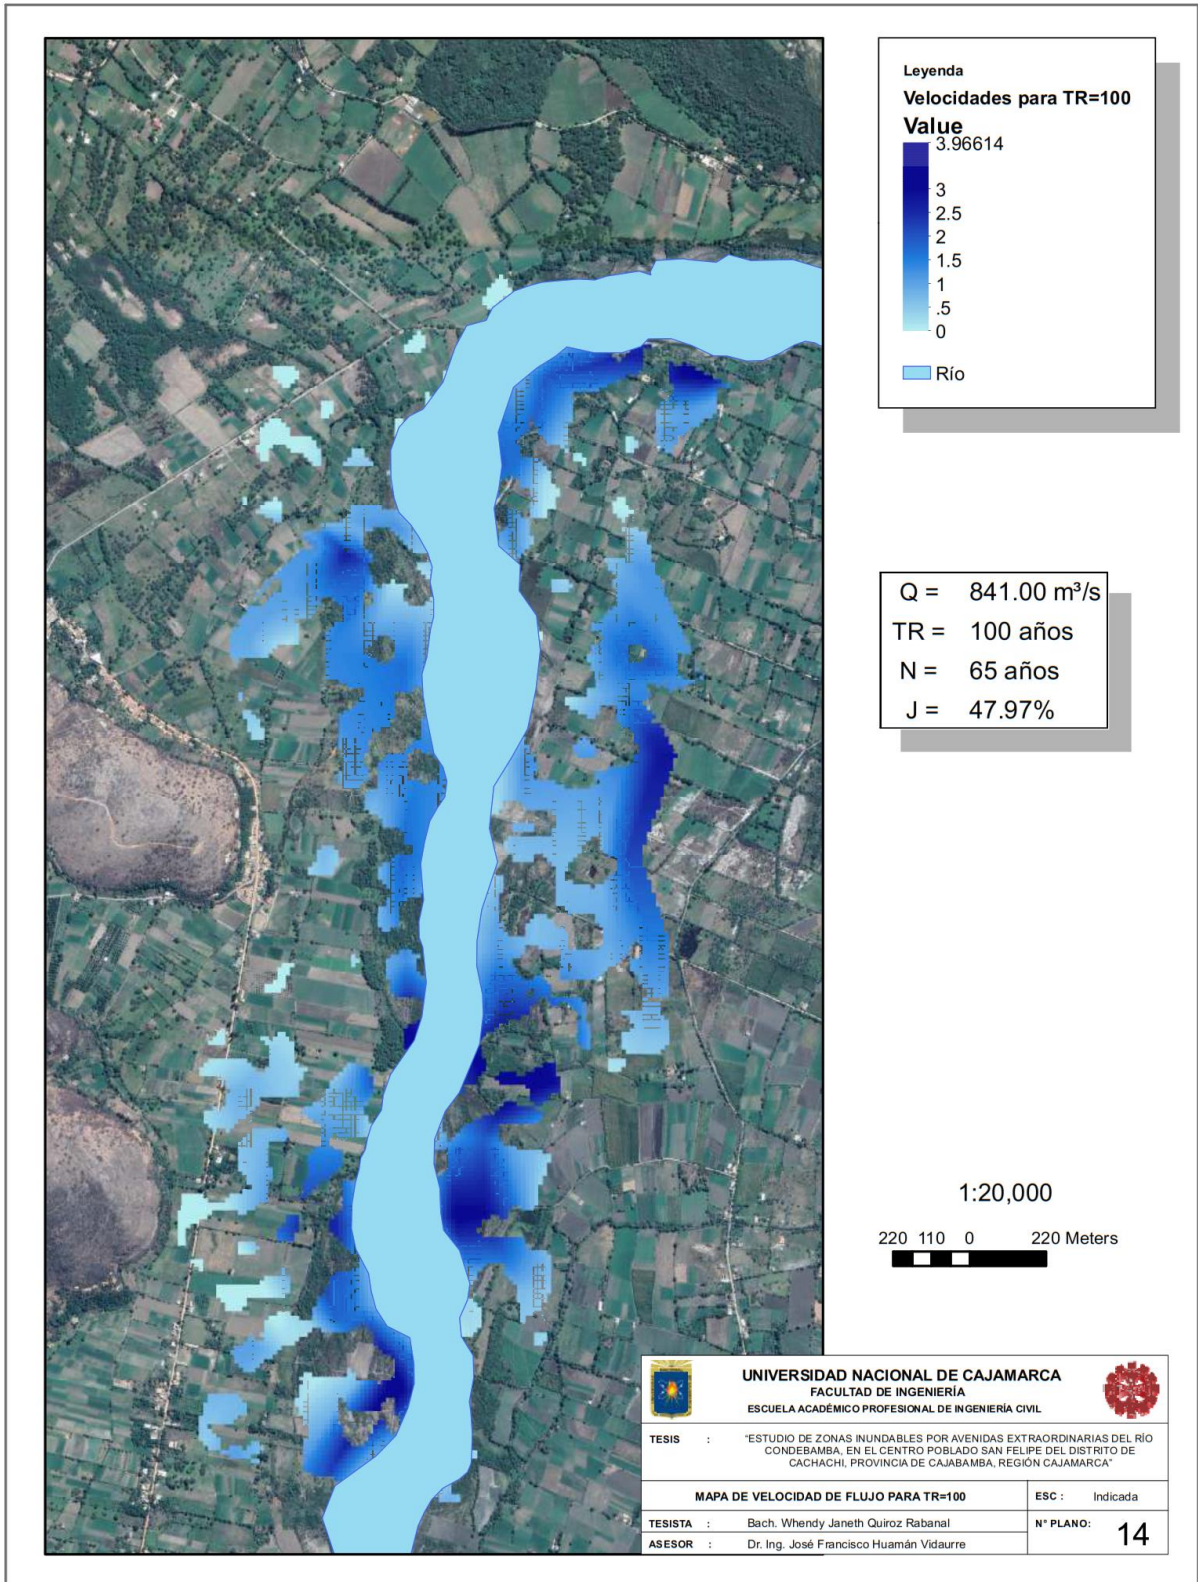 Leyenda
Velocidades para TR=100
Value
3.96614
3
2.5
2
1.5
1
.5
0
Río
Q = 841.00 m³/s
TR = 100 años
N = 65 años
J = 47.97%
1:20,000
220 110 0 220 Meters
UNIVERSIDAD NACIONAL DE CAJAMARCA
FACULTAD DE INGENIERÍA
ESCUELA ACADÉMICO PROFESIONAL DE INGENIERÍA CIVIL
TESIS : "ESTUDIO DE ZONAS INUNDABLES POR AVENIDAS EXTRAORDINARIAS DEL RÍO
CONDEBAMBA, EN EL CENTRO POBLADO SAN FELIPE DEL DISTRITO DE
CACHACHI, PROVINCIA DE CAJABAMBA, REGIÓN CAJAMARCA"
MAPA DE VELOCIDAD DE FLUJO PARA TR=100
ESC : Indicada
TESISTA : Bach. Whendy Janeth Quiroz Rabanal
ASESOR : Dr. Ing. José Francisco Huamán Vidaurre
N° PLANO: 14